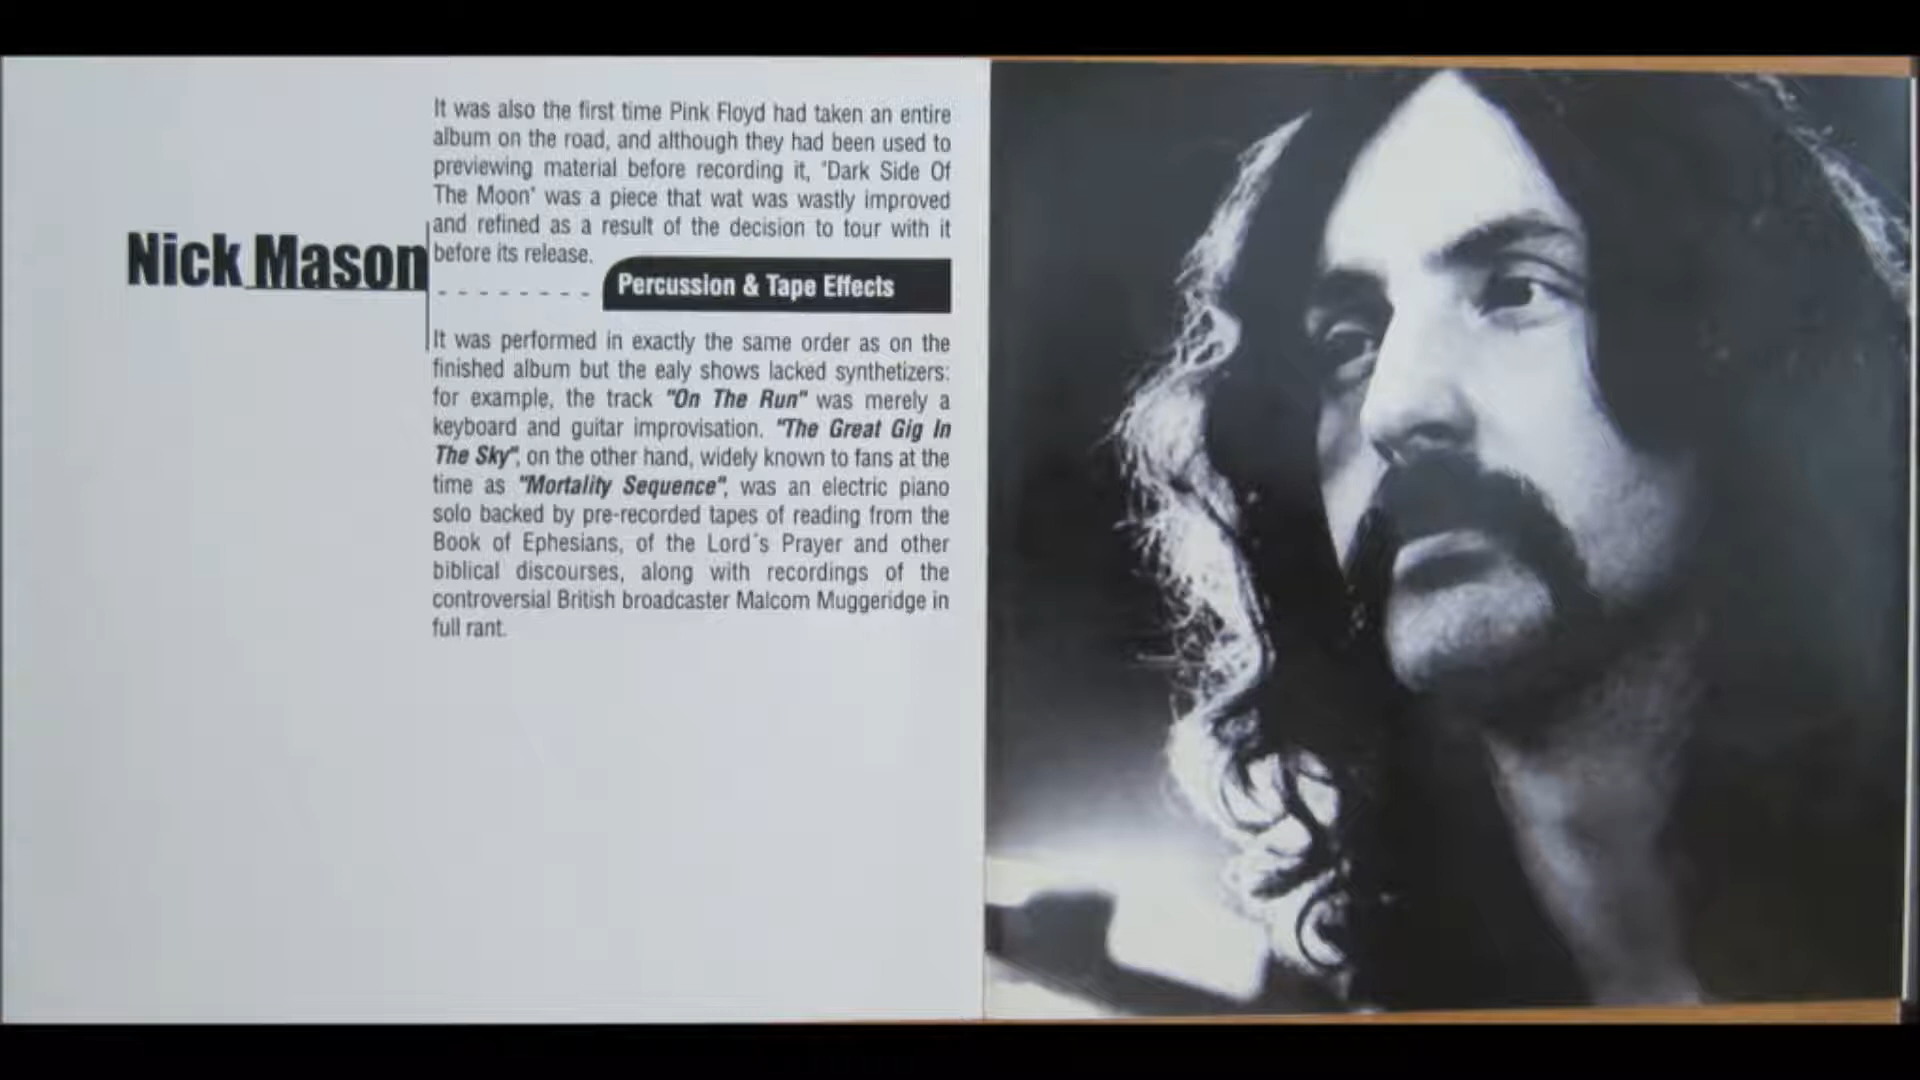 It was also the first time Pink Floyd had taken an entire
album on the road, and although they had been used to
previewing material before recording it, "Dark Side Of
The Moon" was a piece that wat was wastly improved
and refined as a result of the decision to tour with it
before its release.
Nick Mason
Percussion & Tape Effects
It was performed in exactly the same order as on the
finished album but the ealy shows lacked synthetizers:
for example, the track "On The Run" was merely a
keyboard and guitar improvisation. "The Great Gig In
The Sky", on the other hand, widely known to fans at the
time as "Mortality Sequence", was an electric piano
solo backed by pre-recorded tapes of reading from the
Book of Ephesians, of the Lord´s Prayer and other
biblical discourses, along with recordings of the
controversial British broadcaster Malcom Muggeridge in
full rant.